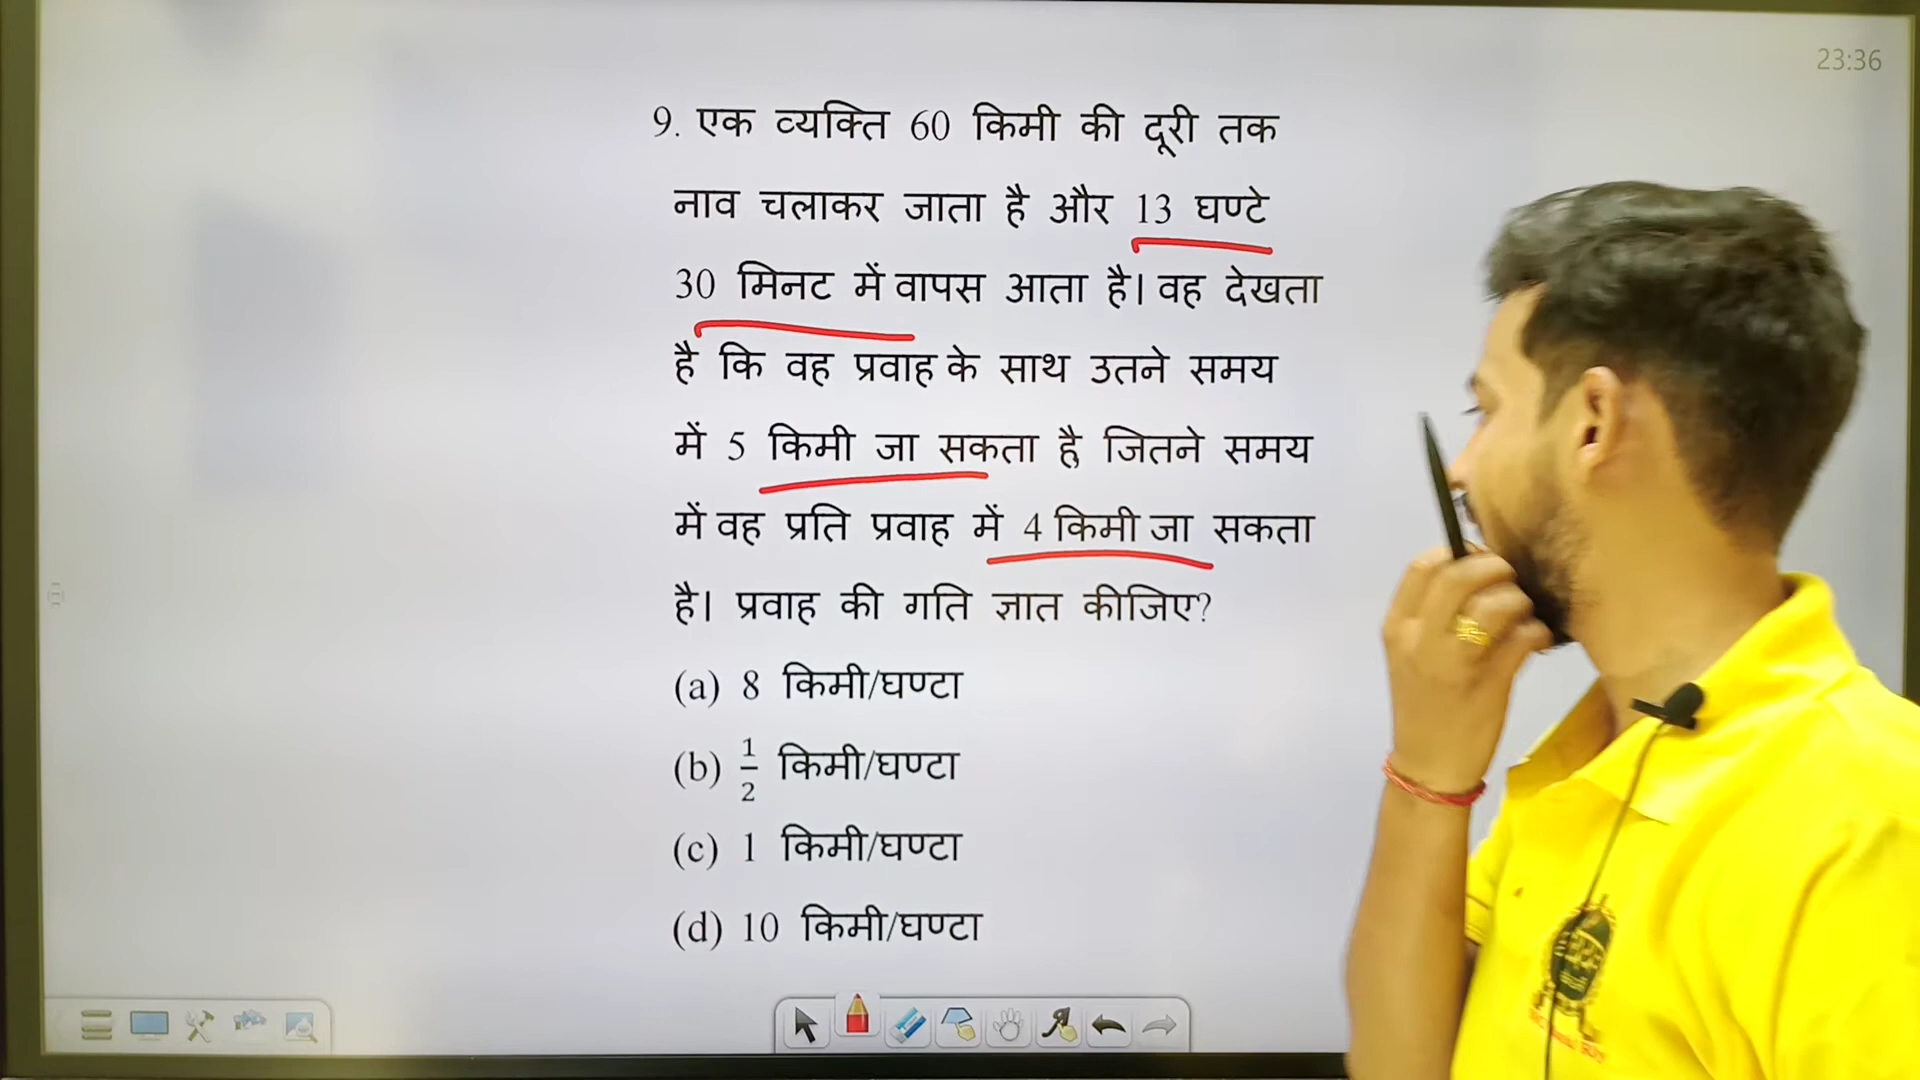 23:36
9. एक व्यक्ति 60 किमी की दूरी तक
नाव चलाकर जाता है और 13 घण्टे
30 मिनट में वापस आता है। वह देखता
है कि वह प्रवाह के साथ उतने समय
में 5 किमी जा सकता है जितने समय
में वह प्रति प्रवाह में 4 किमी जा सकता
है। प्रवाह की गति ज्ञात कीजिए?
(a) 8 किमी/घण्टा
(b) 1/2 किमी/घण्टा
(c) 1 किमी/घण्टा
(d) 10 किमी/घण्टा